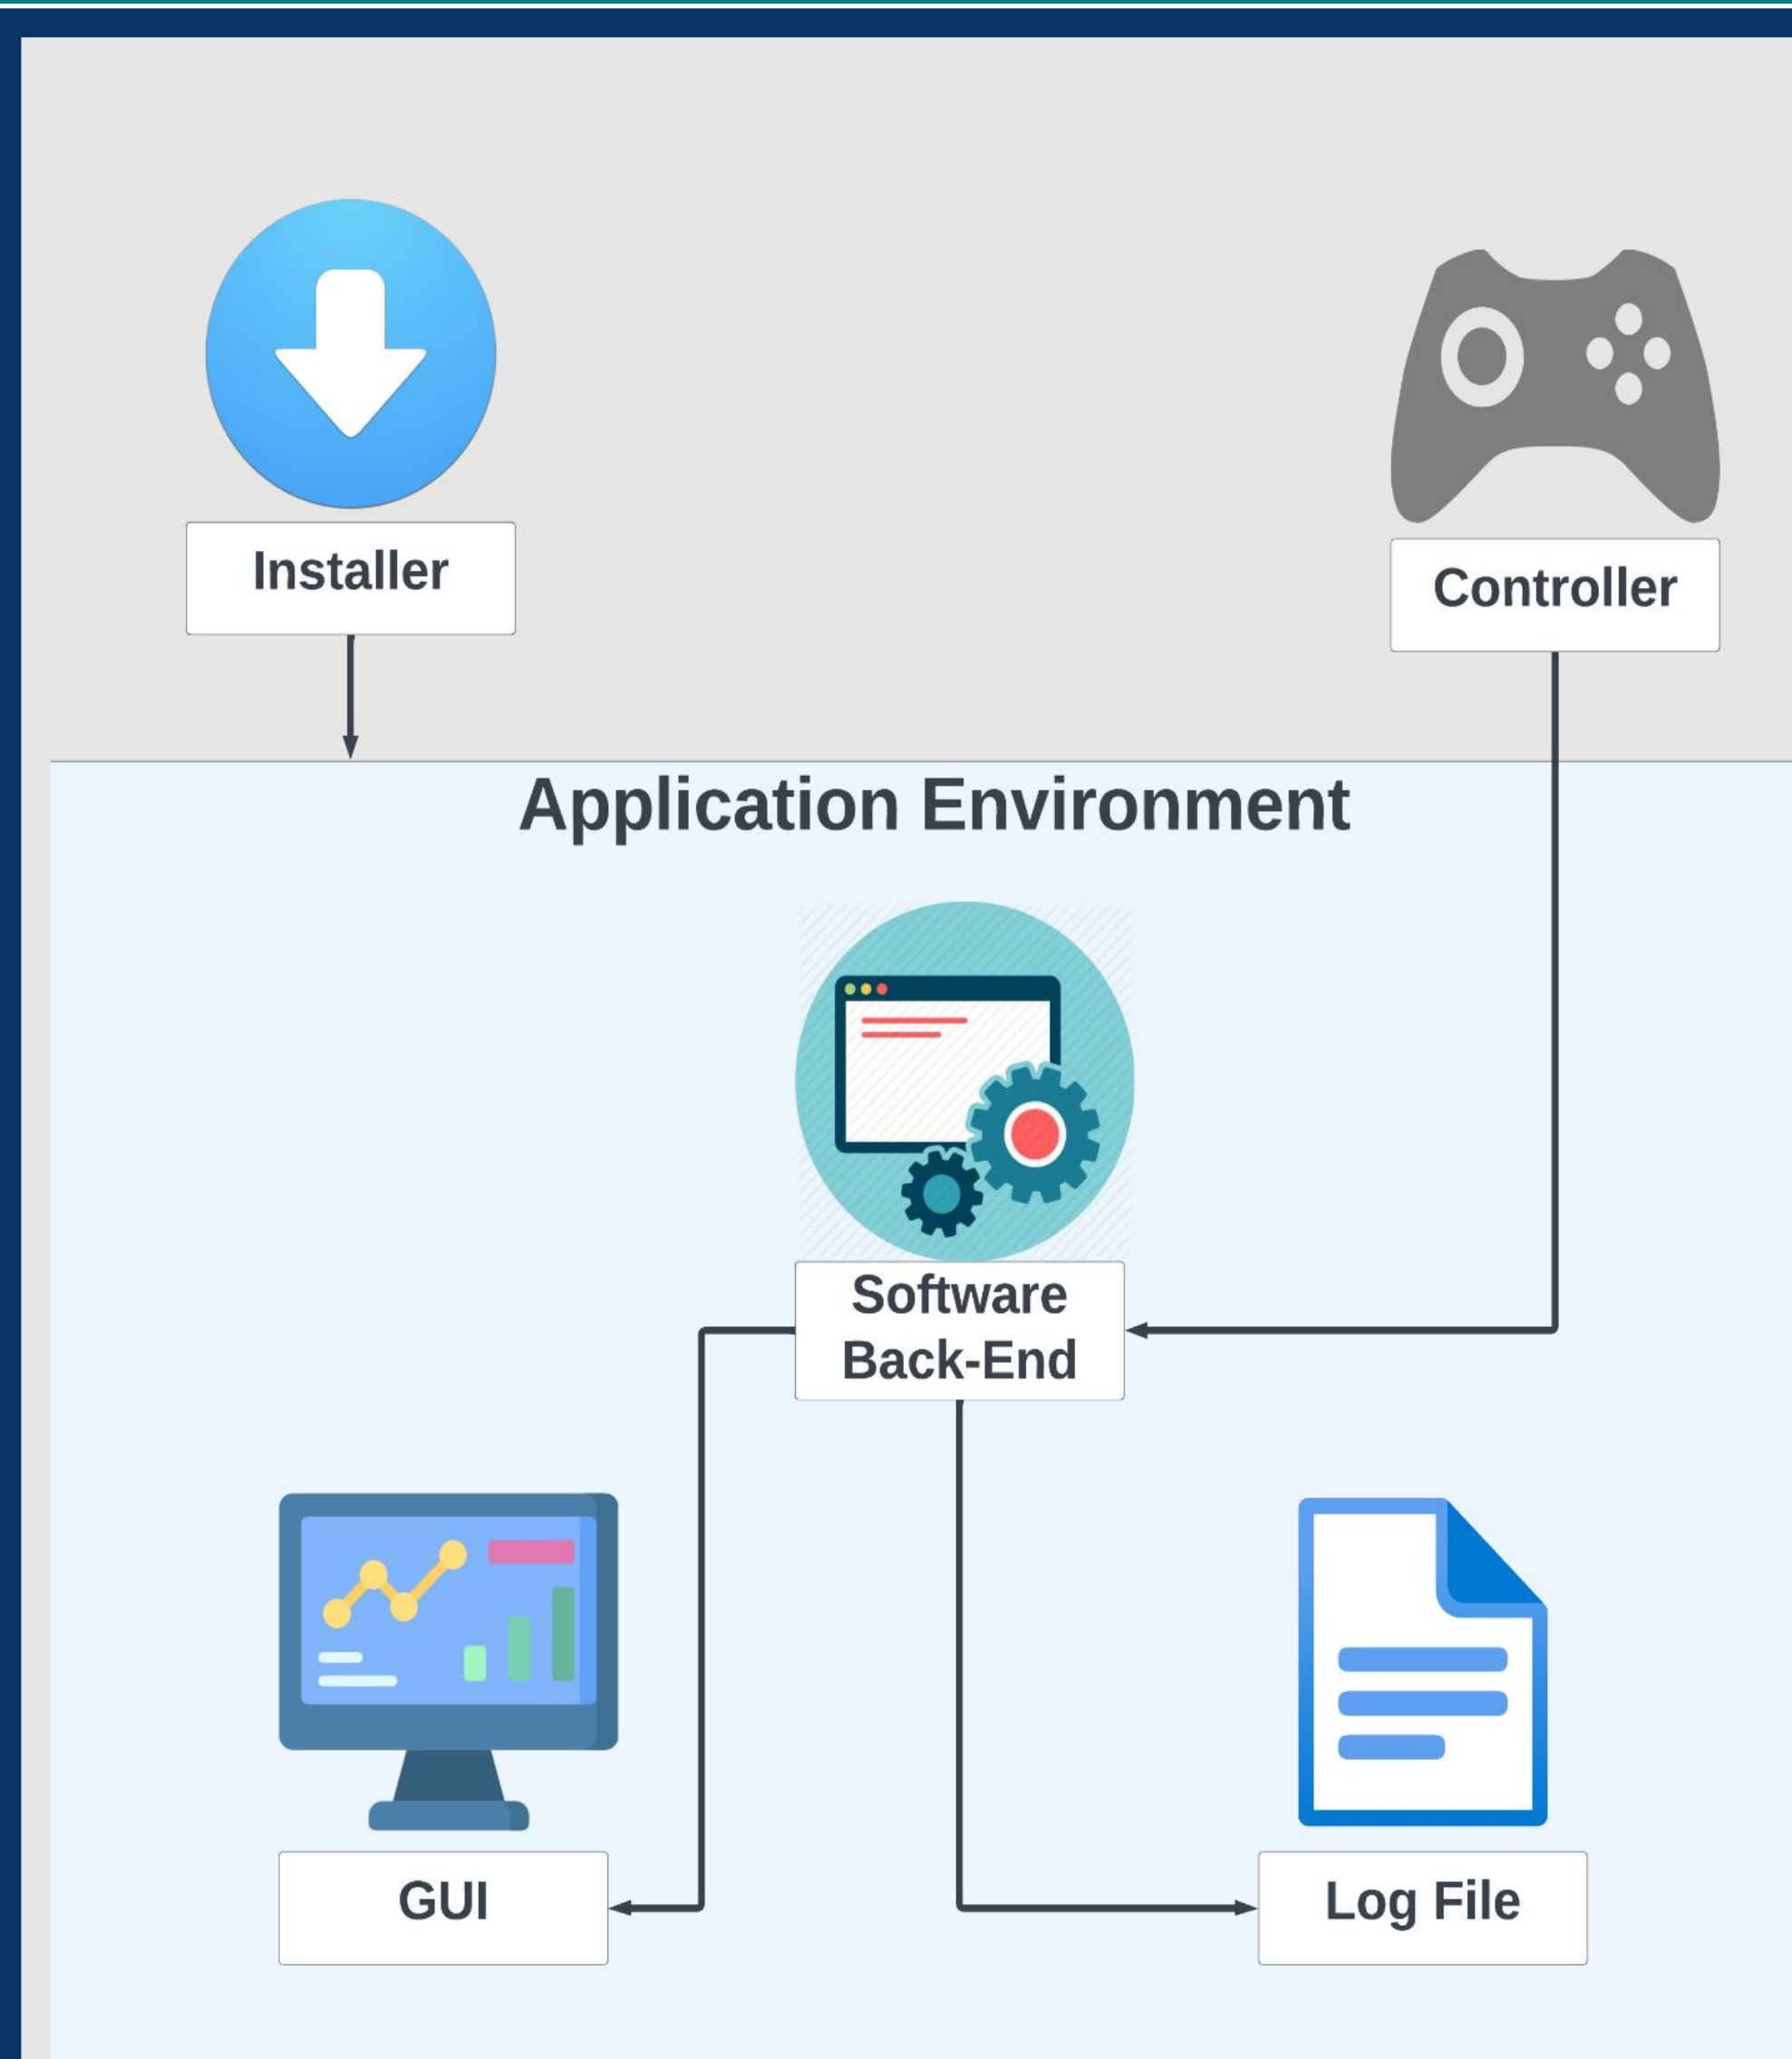 Installer
Controller
Application Environment
Software
Back-End
GUI
Log File